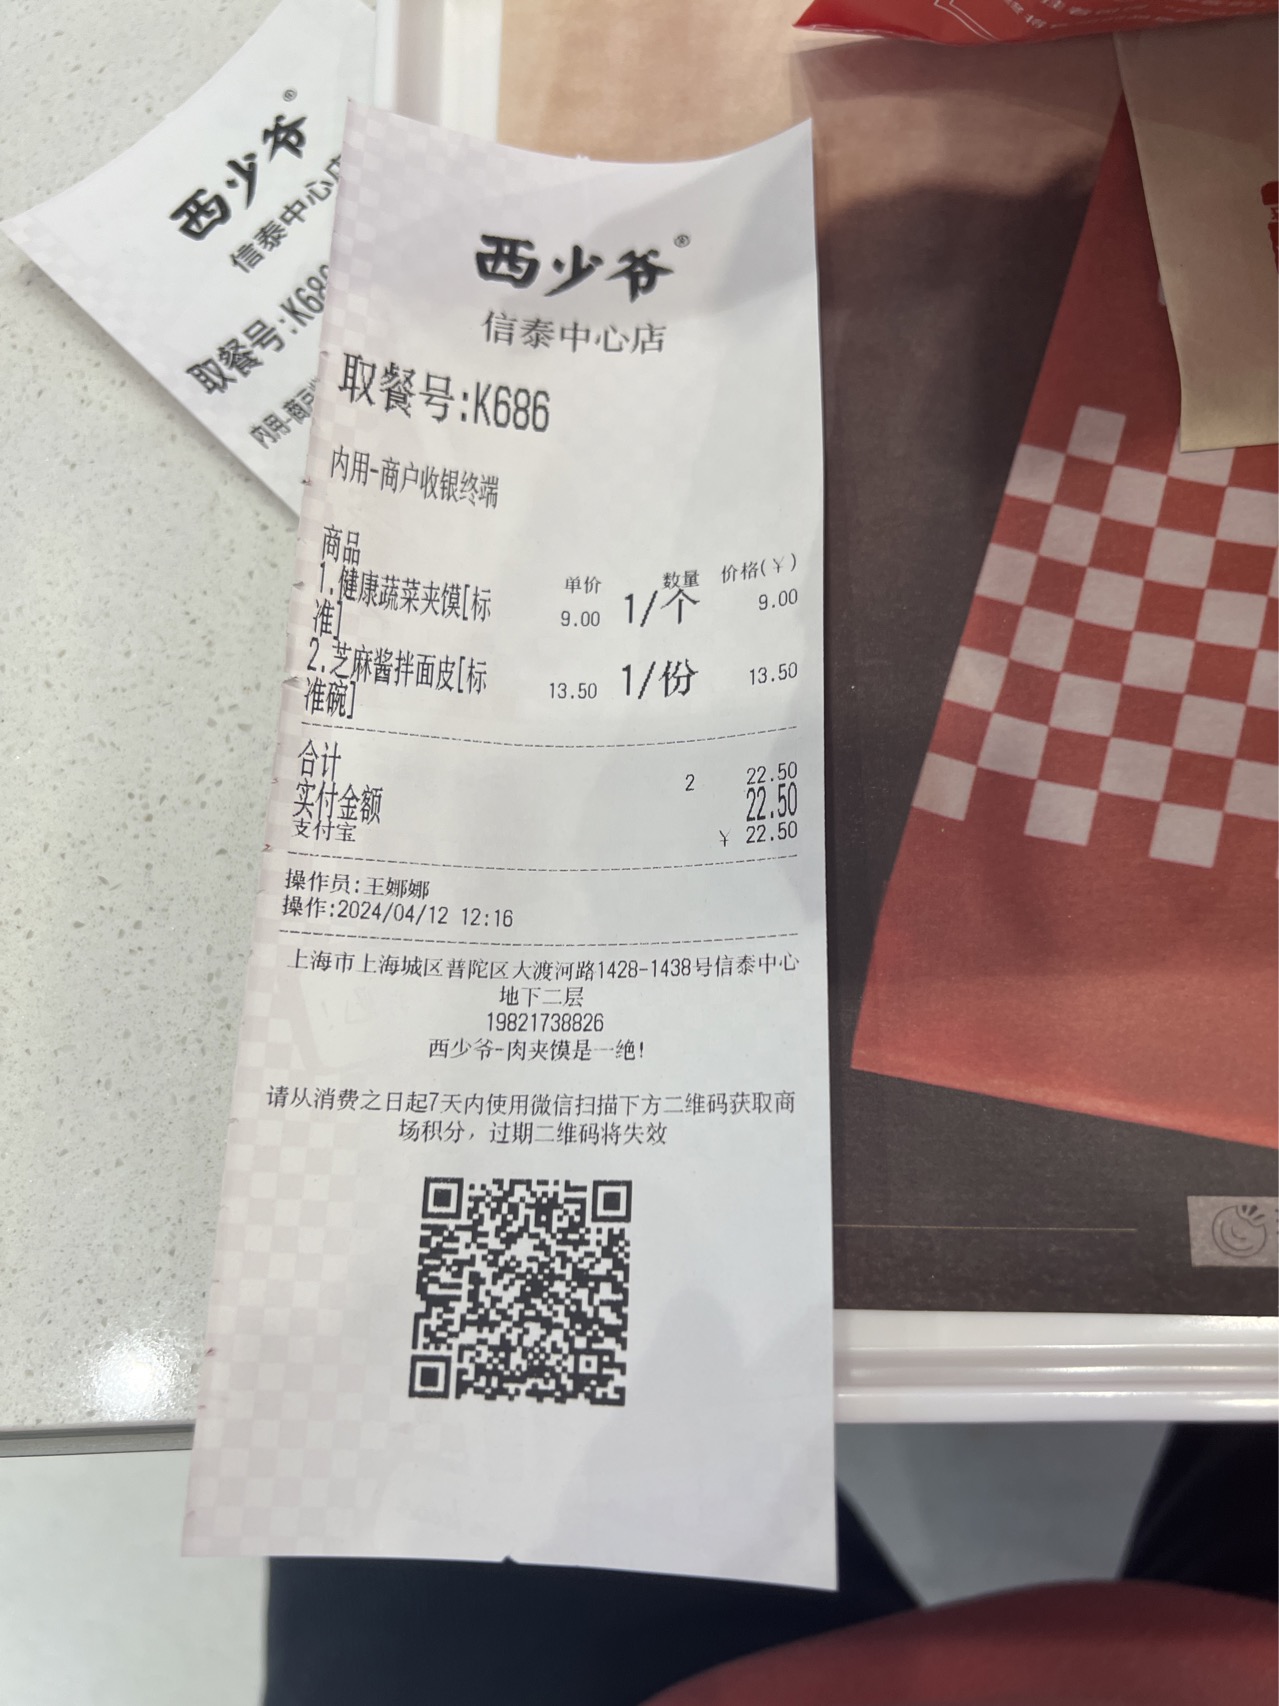 西少爷®
信泰中心店
取餐号:K686
内用-商户收银终端
商品 单价 数量 价格(¥)
1.健康蔬菜夹馍[标 9.00 1/个 9.00
准]
2.芝麻酱拌面皮[标 13.50 1/份 13.50
准碗]
合计 2 22.50
实付金额 22.50
支付宝 ¥ 22.50
操作员:王娜娜
操作:2024/04/12 12:16
上海市上海城区普陀区大渡河路1428-1438号信泰中心
地下二层
19821738826
西少爷-肉夹馍是一绝!
请从消费之日起7天内使用微信扫描下方二维码获取商
场积分，过期二维码将失效
西少爷®
信泰中心
取餐号:K68
内用-商